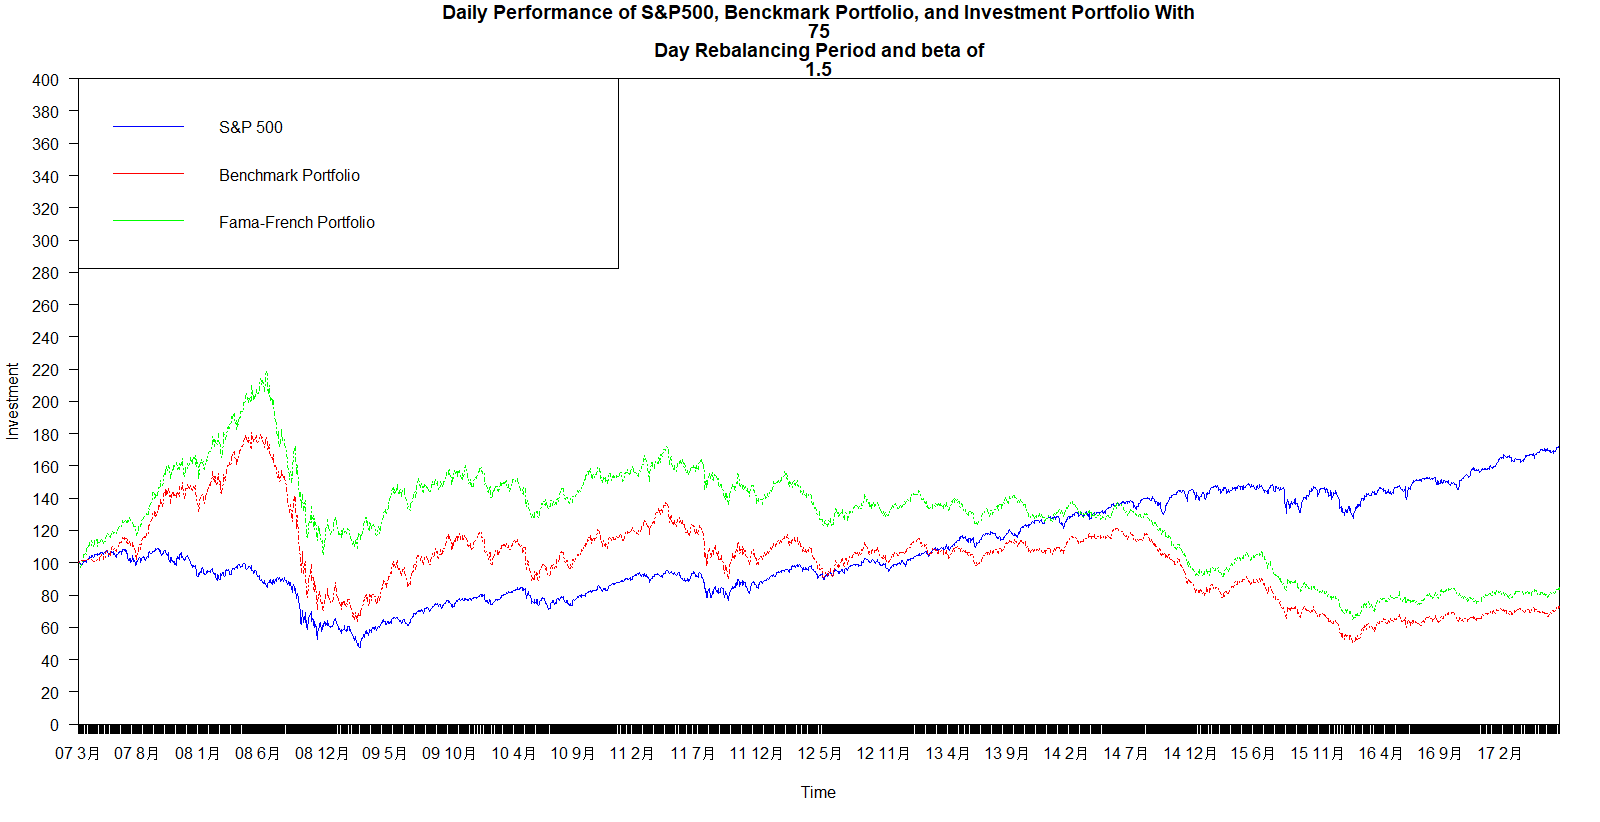 Daily Performance of S&P500, Benckmark Portfolio, and Investment Portfolio With
75
Day Rebalancing Period and beta of
1.5
400
380
360
340
320
300
280
260
240
220
200
180
160
140
120
100
80
60
40
20
0
Investment
S&P 500
Benchmark Portfolio
Fama-French Portfolio
07 3月 07 8月 08 1月 08 6月 08 12月 09 5月 09 10月 10 4月 10 9月 11 2月 11 7月 11 12月 12 5月 12 11月 13 4月 13 9月 14 2月 14 7月 14 12月 15 6月 15 11月 16 4月 16 9月 17 2月
Time